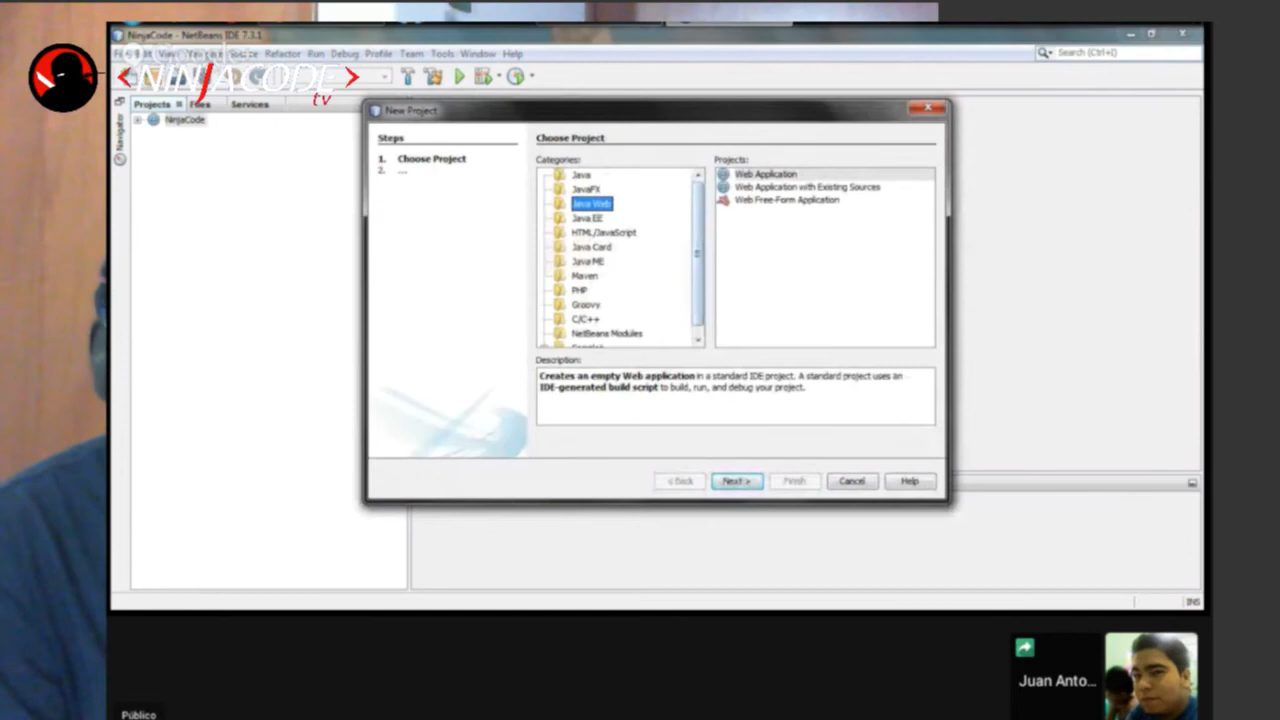 NinjaCode - NetBeans IDE 7.3.1
Refactor Run Debug Profile Team Tools Window Help
Search (Ctrl+I)
<NINJACODE>
tv
Projects Files Services
NinjaCode
Navigator
New Project
Steps
1. Choose Project
2. ...
Choose Project
Categories:
Java
JavaFX
Java Web
Java EE
HTML/JavaScript
Java Card
Java ME
Maven
PHP
Groovy
C/C++
NetBeans Modules
Projects:
Web Application
Web Application with Existing Sources
Web Free-Form Application
Description:
Creates an empty Web application in a standard IDE project. A standard project uses an
IDE-generated build script to build, run, and debug your project.
< Back Next > Finish Cancel Help
INS
Juan Anto...
Público